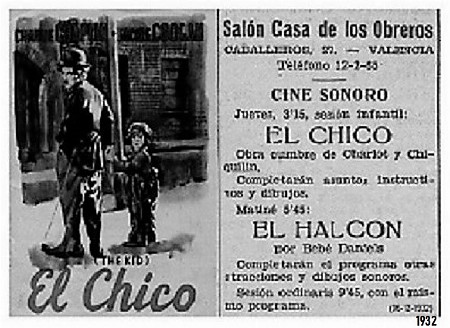 CHARLES CHAPLIN - JACKIE COOGAN
(THE KID)
El Chico
Salón Casa de los Obreros
CABALLEROS, 27. — VALENCIA
Teléfono 12-2-65
CINE SONORO
Jueves, 3'15, sesión infantil:
EL CHICO
Obra cumbre de Charlot y Chi-
quilín.
Completarán asunto, instructi-
vos y dibujos.
Matiné 5'45:
EL HALCON
por Bebé Daniels
Completarán el programa otras
atracciones y dibujos sonoros.
Sesión ordinaria 9'45, con el mis-
mo programa.
1932